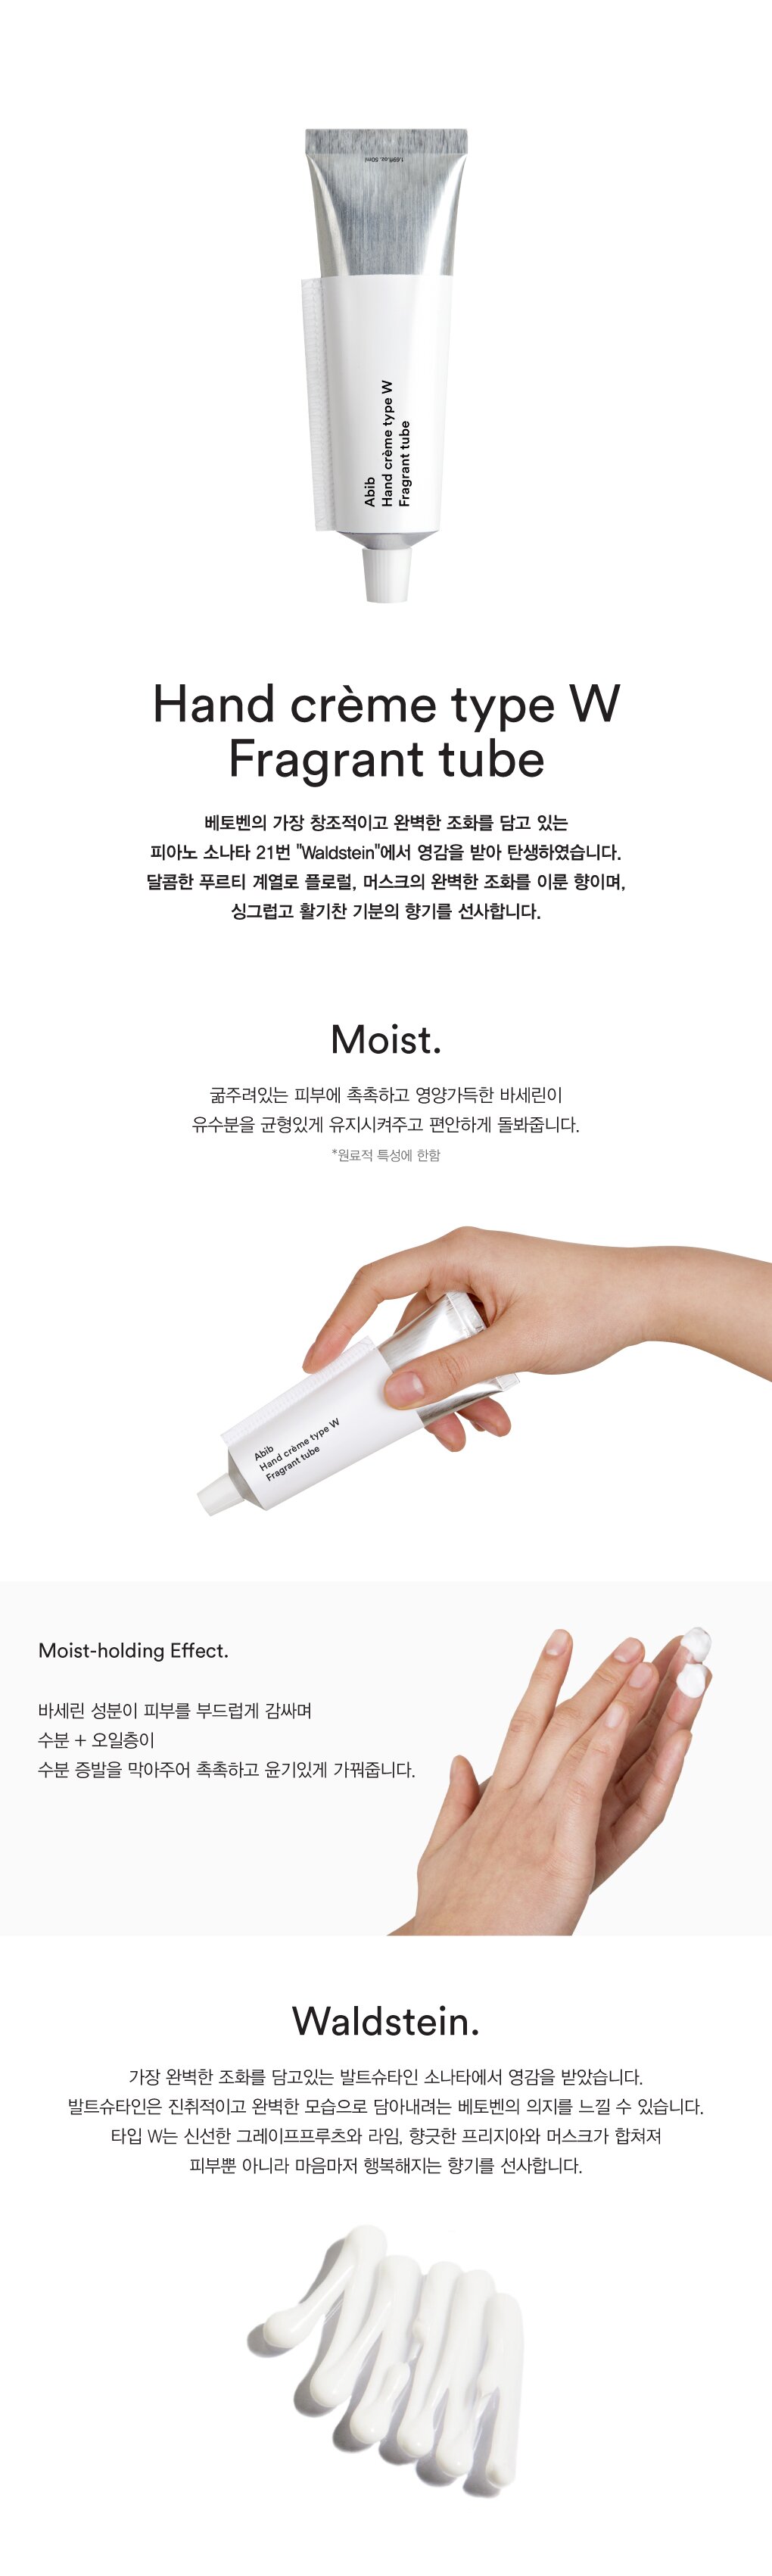 1.69fl.oz. 50ml
Abib
Hand crème type W
Fragrant tube
Hand crème type W
Fragrant tube
베토벤의 가장 창조적이고 완벽한 조화를 담고 있는
피아노 소나타 21번 "Waldstein"에서 영감을 받아 탄생하였습니다.
달콤한 푸르티 계열로 플로럴, 머스크의 완벽한 조화를 이룬 향이며,
싱그럽고 활기찬 기분의 향기를 선사합니다.
Moist.
굶주려있는 피부에 촉촉하고 영양가득한 바세린이
유수분을 균형있게 유지시켜주고 편안하게 돌봐줍니다.
*원료적 특성에 한함
Abib
Hand crème type W
Fragrant tube
Moist-holding Effect.
바세린 성분이 피부를 부드럽게 감싸며
수분 + 오일층이
수분 증발을 막아주어 촉촉하고 윤기있게 가꿔줍니다.
Waldstein.
가장 완벽한 조화를 담고있는 발트슈타인 소나타에서 영감을 받았습니다.
발트슈타인은 진취적이고 완벽한 모습으로 담아내려는 베토벤의 의지를 느낄 수 있습니다.
타입 W는 신선한 그레이프프루츠와 라임, 향긋한 프리지아와 머스크가 합쳐져
피부뿐 아니라 마음마저 행복해지는 향기를 선사합니다.